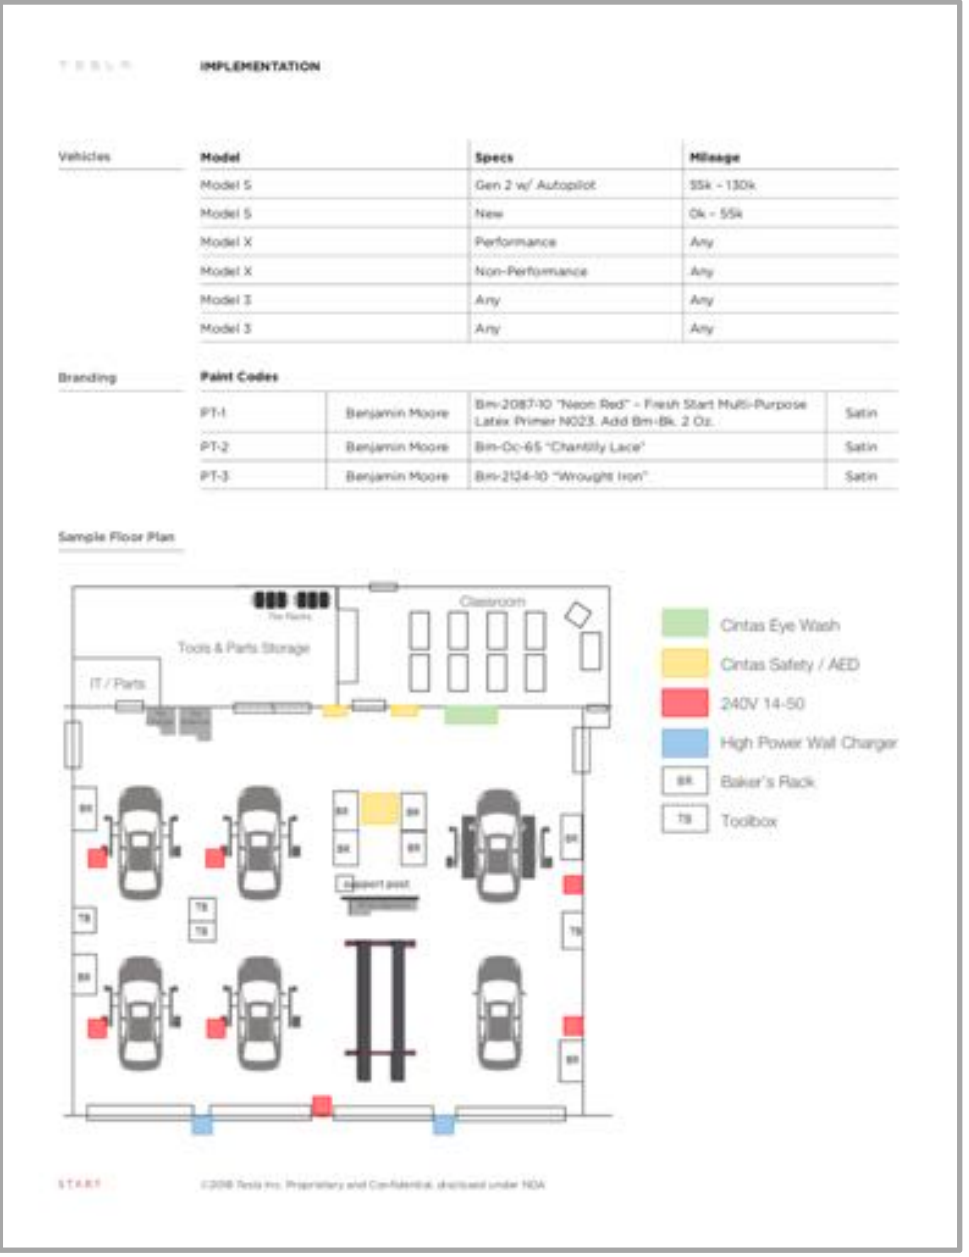 TESLA
IMPLEMENTATION
Vehicles
Model Specs Mileage
Model S Gen 2 w/ Autopilot 55k - 130k
Model S New 0k - 55k
Model X Performance Any
Model X Non-Performance Any
Model 3 Any Any
Model 3 Any Any
Branding
Paint Codes
PT-1 Benjamin Moore Bm-2087-10 "Neon Red" - Fresh Start Multi-Purpose
Latex Primer N023. Add Bm-Bk. 2 Oz. Satin
PT-2 Benjamin Moore Bm-Oc-65 "Chantilly Lace" Satin
PT-3 Benjamin Moore Bm-2124-10 "Wrought Iron" Satin
Sample Floor Plan
Tire Racks
Classroom
Tools & Parts Storage
IT / Parts
Cintas Eye Wash
Cintas Safety / AED
240V 14-50
High Power Wall Charger
BR Baker's Rack
TB Toolbox
BR
BR
BR
BR
BR
BR
support post
TB
TB
TB
TB
BR
BR
START
©2018 Tesla Inc. Proprietary and Confidential, disclosed under NDA